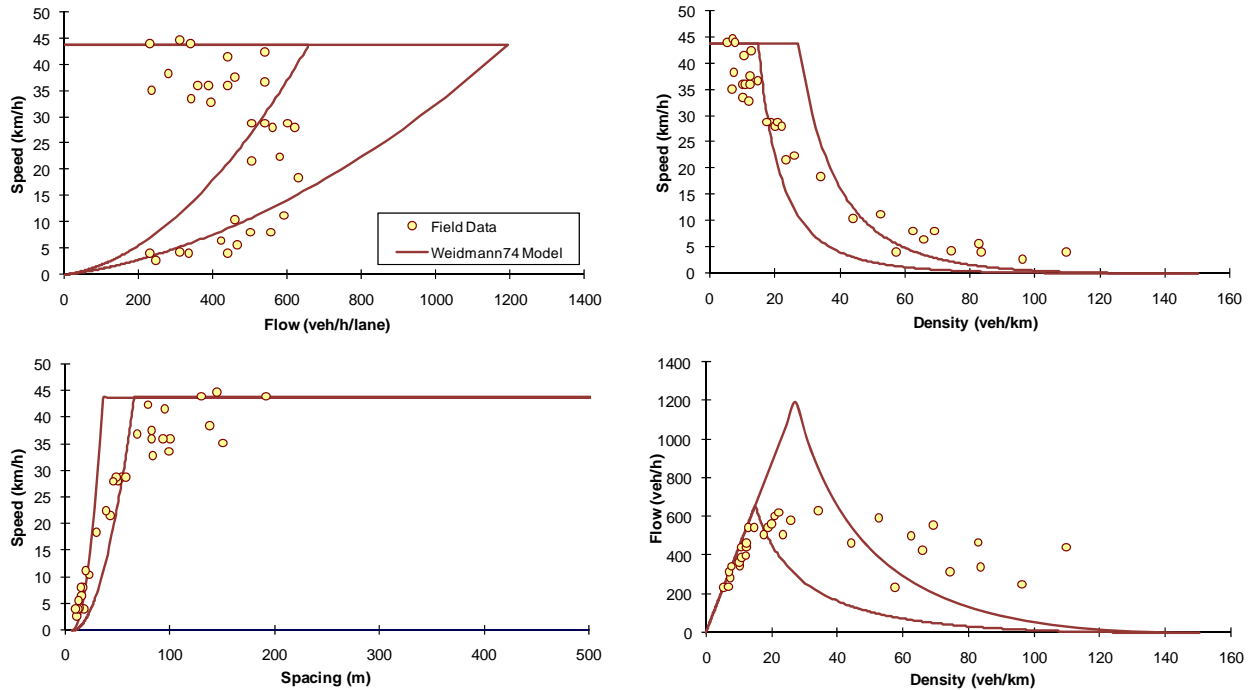 50
45
40
35
30
25
20
15
10
5
0
Speed (km/h)
0 200 400 600 800 1000 1200 1400
Flow (veh/h/lane)
Field Data
Weidmann74 Model
50
45
40
35
30
25
20
15
10
5
0
Speed (km/h)
0 20 40 60 80 100 120 140 160
Density (veh/km)
50
45
40
35
30
25
20
15
10
5
0
Speed (km/h)
0 100 200 300 400 500
Spacing (m)
1400
1200
1000
800
600
400
200
0
Flow (veh/h)
0 20 40 60 80 100 120 140 160
Density (veh/km)